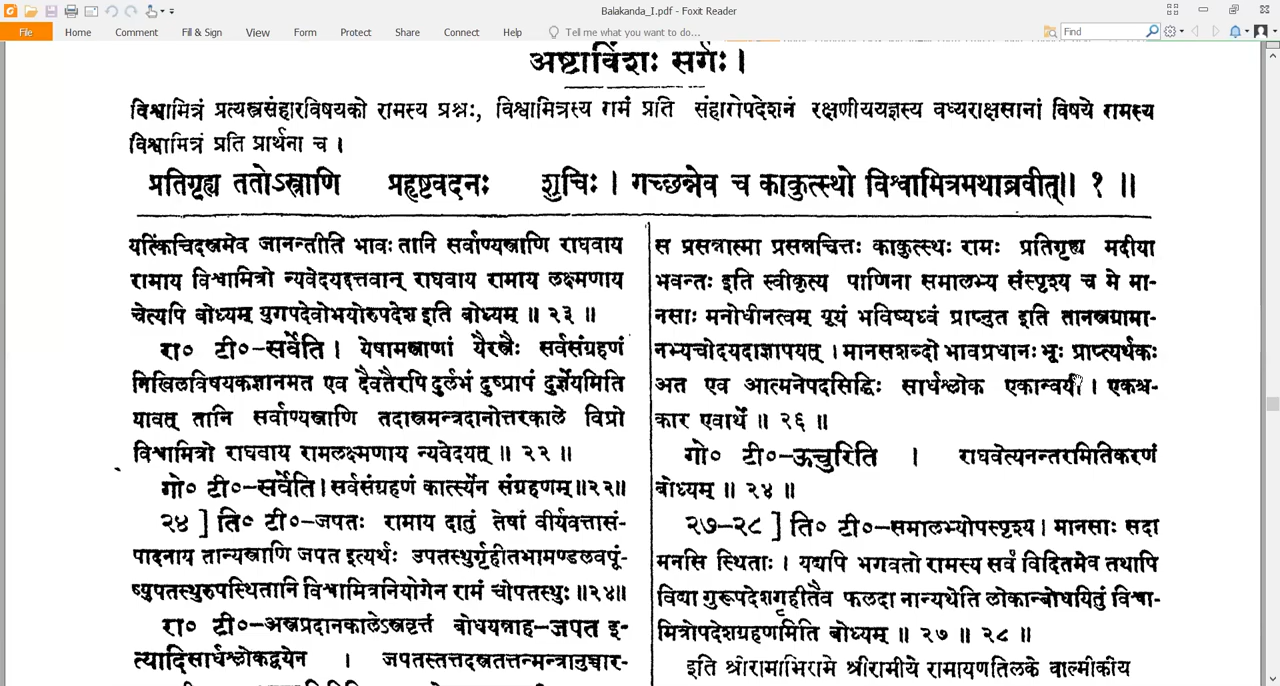 Balakanda_I.pdf - Foxit Reader
File Home Comment Fill & Sign View Form Protect Share Connect Help Tell me what you want to do... Find
अष्टाविंशः सर्गः।
विश्वामित्रं प्रत्यस्त्रसंहारविषयको रामस्य प्रश्नः, विश्वामित्रस्य रामं प्रति संहारोपदेशनं रक्षणीययज्ञस्य वध्यराक्षसानां विषये रामस्य
विश्वामित्रं प्रति प्रार्थना च ।
प्रतिगृह्य ततोऽस्त्राणि प्रहृष्टवदनः शुचिः । गच्छन्नेव च काकुत्स्थो विश्वामित्रमथाब्रवीत्॥ १ ॥
यत्किंचिदस्त्रमेव जानन्तीति भावः तानि सर्वाण्यस्त्राणि राघवाय
रामाय विश्वामित्रो न्यवेदयद्दत्तवान् राघवाय रामाय लक्ष्मणाय
चेत्यपि बोध्यम् युगपदेवोभयोरुपदेश इति बोध्यम् ॥ २३ ॥
रा० टी०-सर्वेति । येषामस्त्राणां यैरस्त्रैः सर्वसंग्रहणं
निखिलविषयकज्ञानमत एव दैवतैरपि दुर्लभं दुष्प्रापं दुर्ज्ञेयमिति
यावत् तानि सर्वाण्यस्त्राणि तदास्त्रमन्त्रदानोत्तरकाले विप्रो
विश्वामित्रो राघवाय रामलक्ष्मणाय न्यवेदयत् ॥ २२ ॥
गो० टी०-सर्वेति। सर्वसंग्रहणं कार्त्स्येन संग्रहणम्॥२२॥
२४ ] ति० टी०-जपतः रामाय दातुं तेषां वीर्यवत्तासं-
पादनाय तान्यस्त्राणि जपत इत्यर्थः उपतस्थुर्गृहीतभामण्डलवपूं-
ष्युपतस्थुरुपस्थितानि विश्वामित्रनियोगेन रामं चोपतस्थुः॥२४॥
रा० टी०-अस्त्रप्रदानकालेऽस्त्रवृत्तं बोधयन्नाह-जपत इ-
त्यादिसार्धश्लोकद्वयेन । जपतस्तत्तदस्त्रतत्तन्मन्त्रानुच्चार-
स प्रसन्नात्मा प्रसन्नचित्तः काकुत्स्थः रामः प्रतिगृह्य मदीया
भवन्तः इति स्वीकृत्य पाणिना समालभ्य संस्पृश्य च मे मा-
नसाः मनोधीनत्वम् यूयं भविष्यध्वं प्राप्नुत इति तानस्त्रग्रामा-
नभ्यचोदयदाज्ञापयत् । मानसशब्दो भावप्रधानः भूः प्राप्त्यर्थकः
अत एव आत्मनेपदसिद्धिः सार्धश्लोक एकान्वयी । एकश्च-
कार एवार्थे ॥ २६ ॥
गो० टी०-ऊचुरिति । राघवेत्यनन्तरमितिकरणं
बोध्यम् ॥ २४ ॥
२७-२८ ] ति० टी०-समालभ्योपस्पृश्य । मानसाः सदा
मनसि स्थिताः । यद्यपि भगवतो रामस्य सर्वं विदितमेव तथापि
विद्या गुरूपदेशगृहीतैव फलदा नान्यथेति लोकान्बोधयितुं विश्वा-
मित्रोपदेशग्रहणमिति बोध्यम् ॥ २७ ॥ २८ ॥
इति श्रीरामाभिरामे श्रीरामीये रामायणतिलके वाल्मीकीय